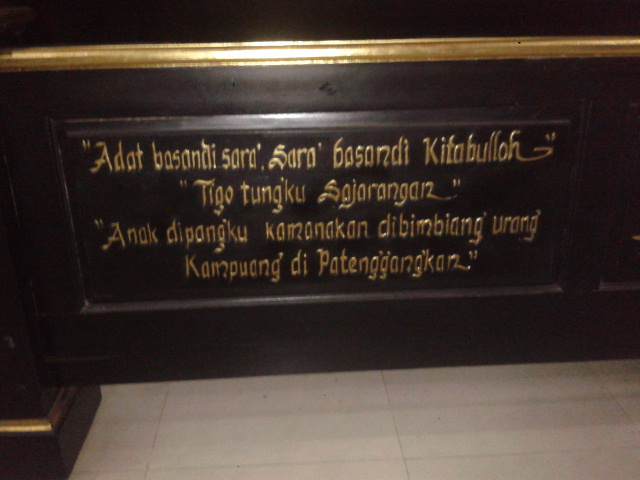 "Adat basandi sara', Sara' basandi Kitabulloh"
"Tigo tungku Sajarangan"
"Anak dipangku kamanakan dibimbiang urang
Kampuang di Patenggangkan"